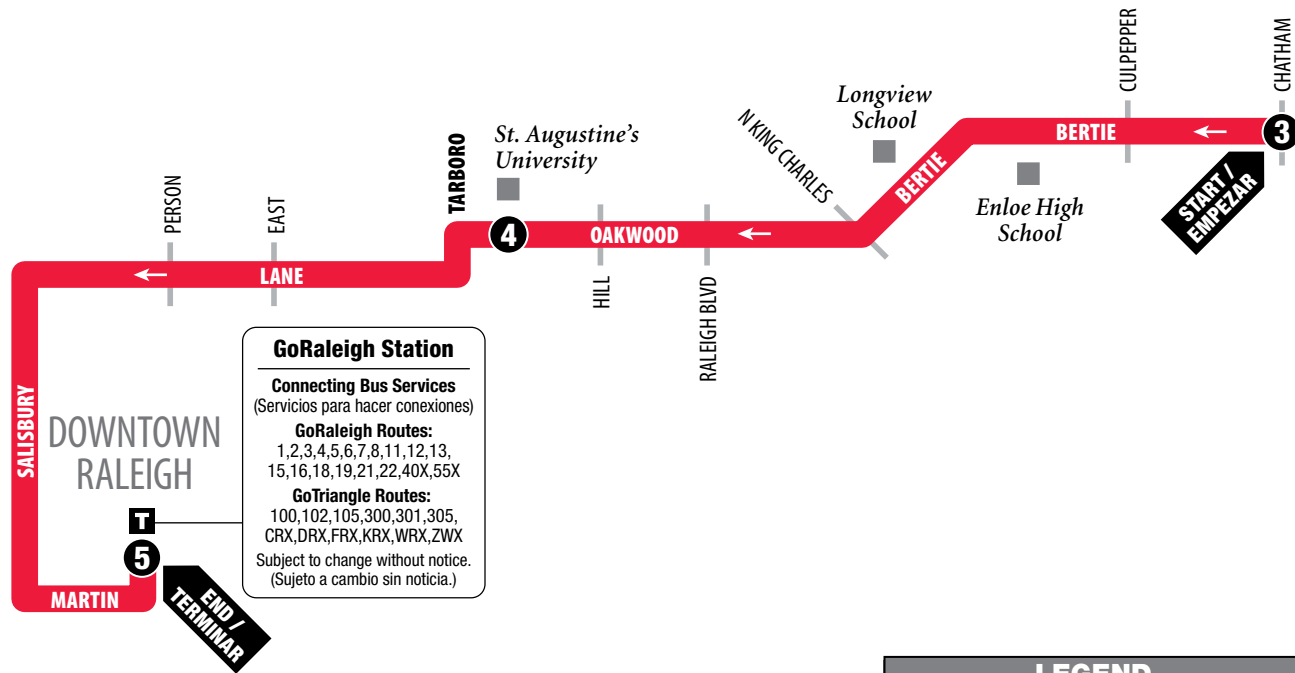 CULPEPPER
CHATHAM
Longview
School
N KING CHARLES
BERTIE
3
BERTIE
START /
EMPEZAR
Enloe High
School
St. Augustine's
University
TARBORO
4
OAKWOOD
HILL
RALEIGH BLVD
PERSON
EAST
LANE
SALISBURY
DOWNTOWN
RALEIGH
T
5
MARTIN
END /
TERMINAR
GoRaleigh Station
Connecting Bus Services
(Servicios para hacer conexiones)
GoRaleigh Routes:
1,2,3,4,5,6,7,8,11,12,13,
15,16,18,19,21,22,40X,55X
GoTriangle Routes:
100,102,105,300,301,305,
CRX,DRX,FRX,KRX,WRX,ZWX
Subject to change without notice.
(Sujeto a cambio sin noticia.)
LEGEND